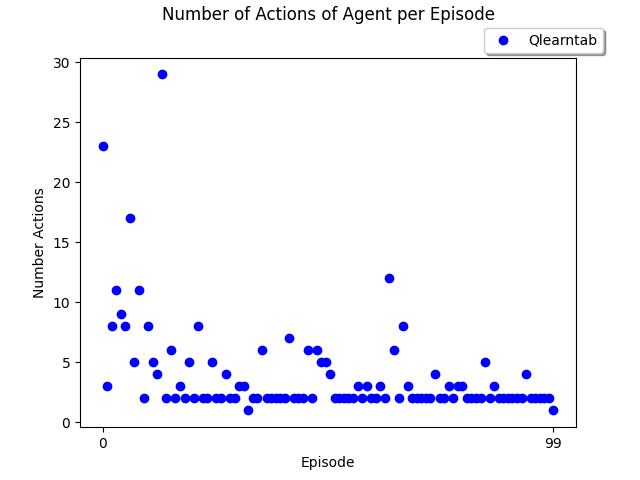 Number of Actions of Agent per Episode
Qlearntab
30
25
20
15
10
5
0
Number Actions
0 99
Episode